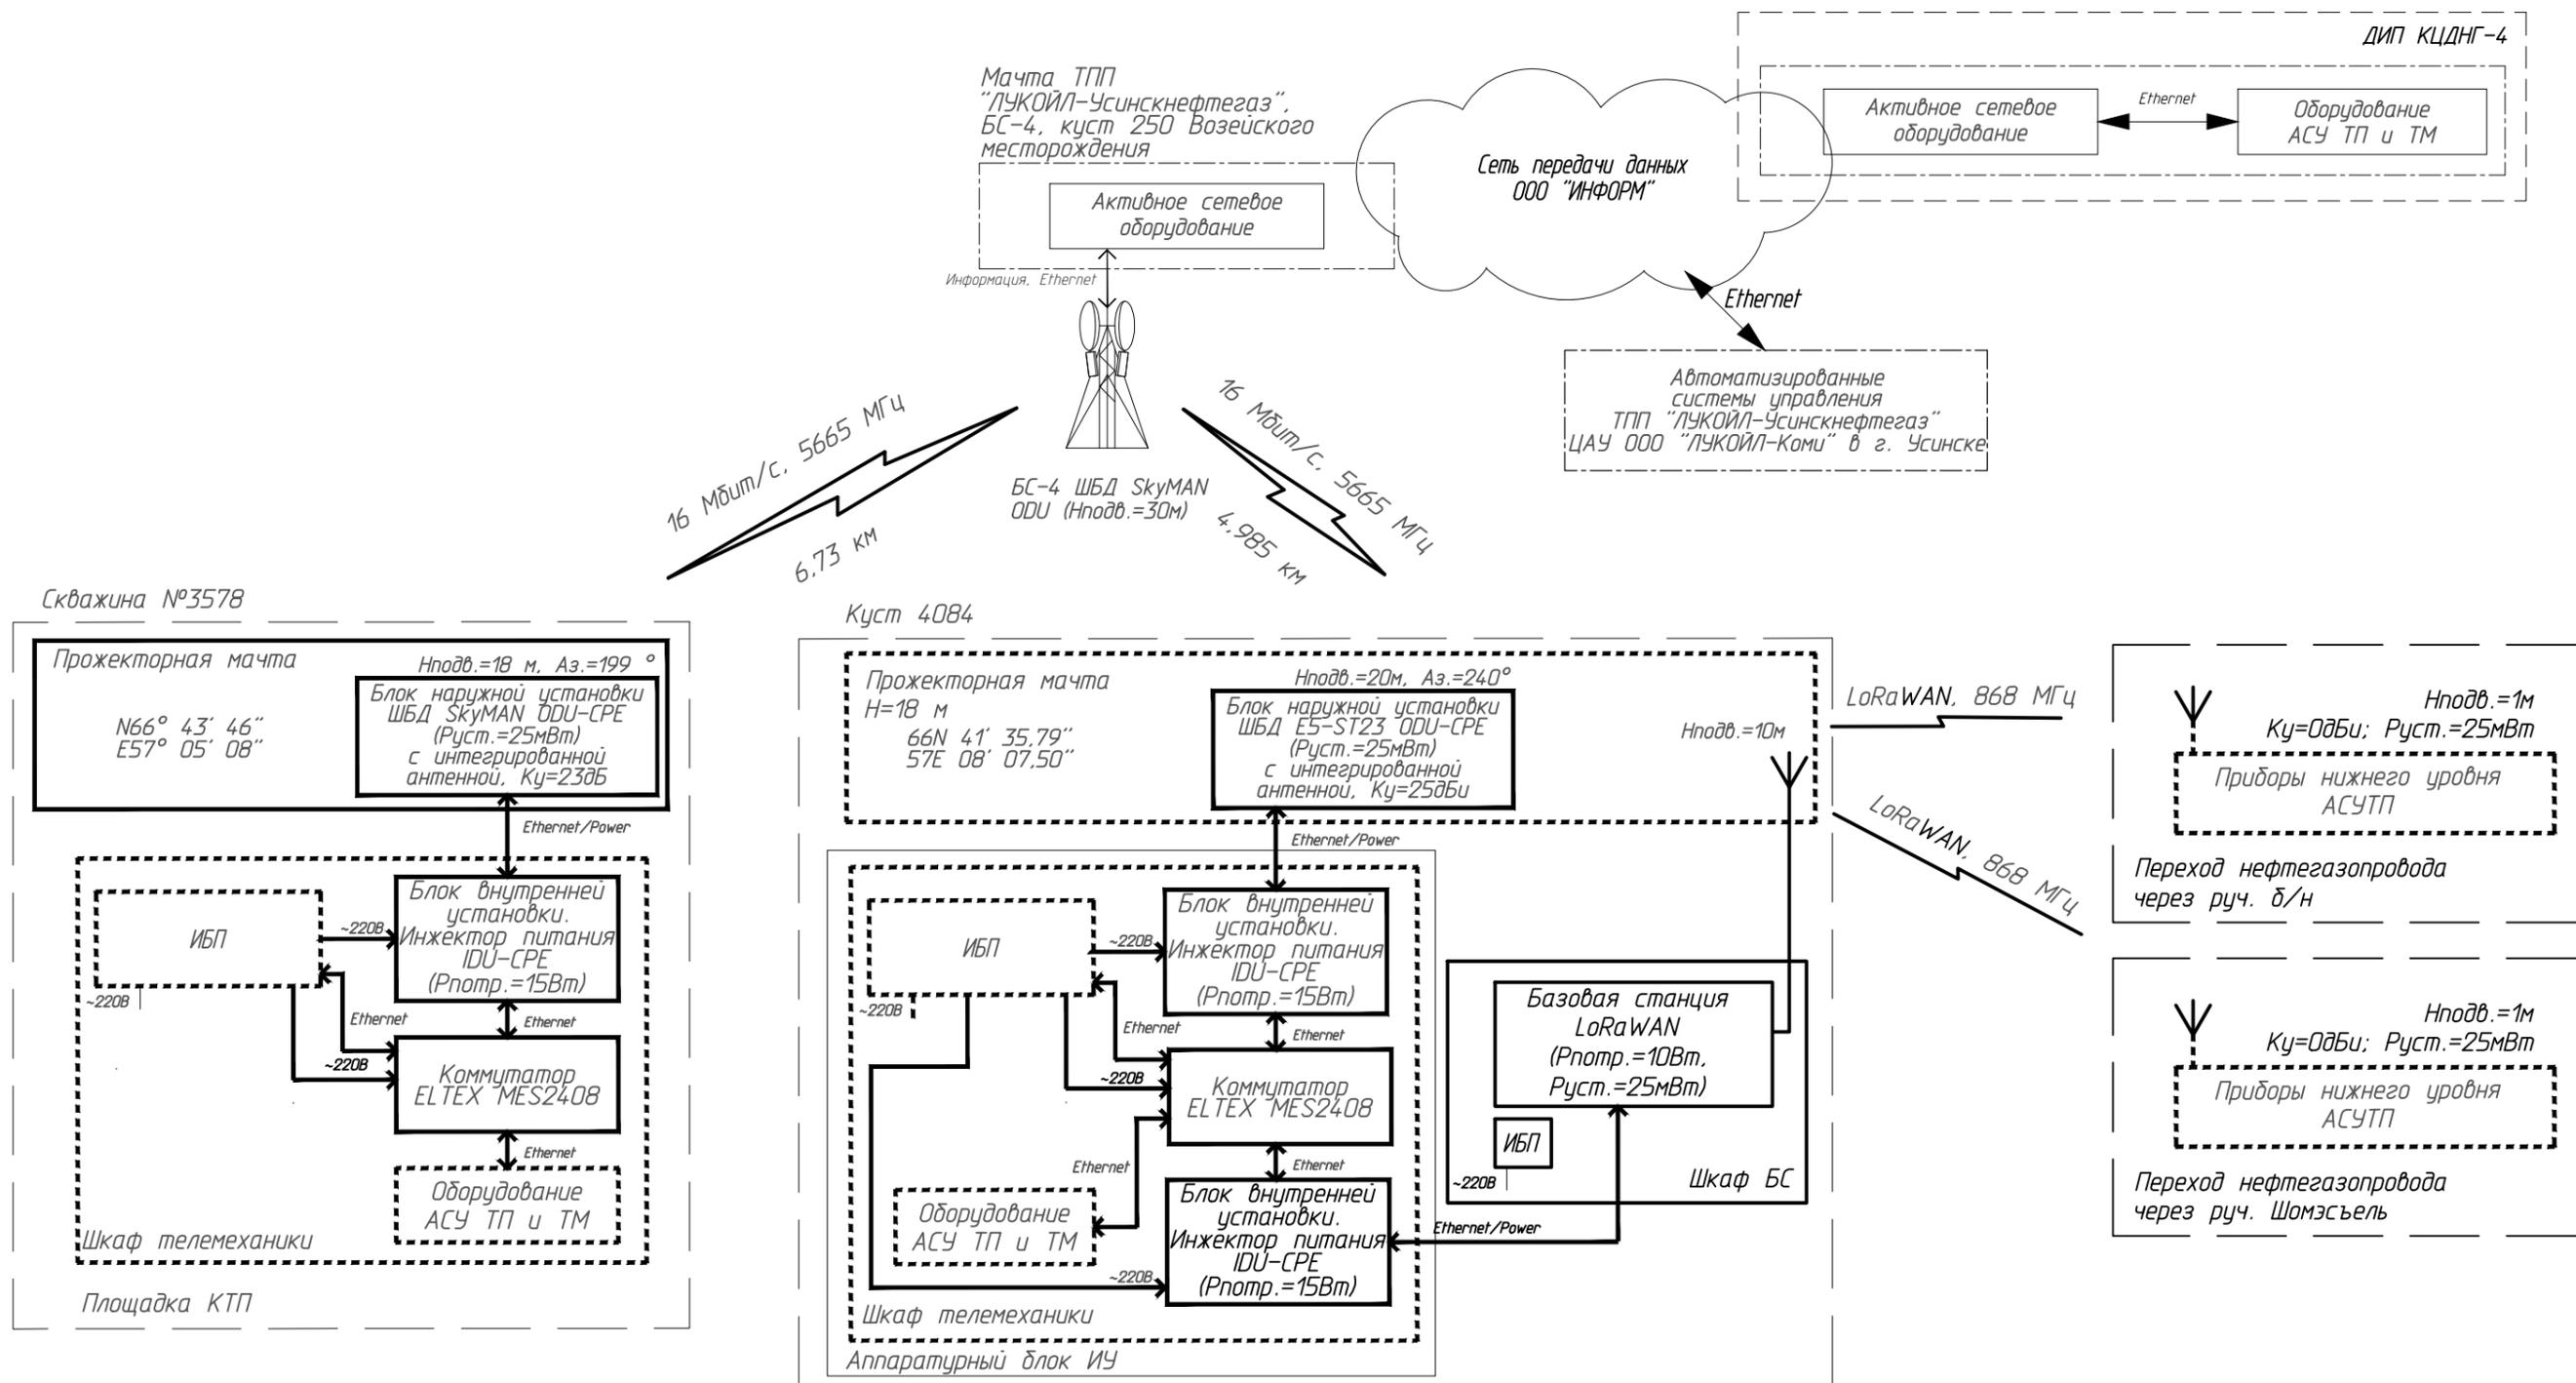 ДИП КЦДНГ-4
Активное сетевое
оборудование
Ethernet
Оборудование
АСУ ТП и ТМ
Мачта ТПП
"ЛУКОЙЛ-Усинскнефтегаз",
БС-4, куст 250 Возейского
месторождения
Активное сетевое
оборудование
Сеть передачи данных
ООО "ИНФОРМ"
Информация, Ethernet
Ethernet
Автоматизированные
системы управления
ТПП "ЛУКОЙЛ-Усинскнефтегаз"
ЦАУ ООО "ЛУКОЙЛ-Коми" в г. Усинске
16 Мбит/с, 5665 МГц
6,73 км
16 Мбит/с, 5665 МГц
4,985 км
БС-4 ШБД SkyMAN
ODU (Нподв.=30м)
Скважина №3578
Прожекторная мачта
Нподв.=18 м, Аз.=199 °
N66° 43' 46"
E57° 05' 08"
Блок наружной установки
ШБД SkyMAN ODU-CPE
(Руст.=25мВт)
с интегрированной
антенной, Ку=23дБ
Ethernet/Power
ИБП
~220В
~220В
Блок внутренней
установки.
Инжектор питания
IDU-CPE
(Рпотр.=15Вт)
Ethernet
Ethernet
~220В
Коммутатор
ELTEX MES2408
Ethernet
Оборудование
АСУ ТП и ТМ
Шкаф телемеханики
Площадка КТП
Куст 4084
Прожекторная мачта
Н=18 м
66N 41' 35,79"
57E 08' 07,50"
Нподв.=20м, Аз.=240°
Блок наружной установки
ШБД E5-ST23 ODU-CPE
(Руст.=25мВт)
с интегрированной
антенной, Ку=25дБи
Нподв.=10м
Ethernet/Power
ИБП
~220В
~220В
Блок внутренней
установки.
Инжектор питания
IDU-CPE
(Рпотр.=15Вт)
Ethernet
Ethernet
~220В
Коммутатор
ELTEX MES2408
Ethernet
Ethernet
Оборудование
АСУ ТП и ТМ
~220В
Блок внутренней
установки.
Инжектор питания
IDU-CPE
(Рпотр.=15Вт)
Шкаф телемеханики
Аппаратурный блок ИУ
Базовая станция
LoRaWAN
(Рпотр.=10Вт,
Руст.=25мВт)
ИБП
~220В
Шкаф БС
Ethernet/Power
LoRaWAN, 868 МГц
LoRaWAN, 868 МГц
Нподв.=1м
Ку=0дБи; Руст.=25мВт
Приборы нижнего уровня
АСУТП
Переход нефтегазопровода
через руч. б/н
Нподв.=1м
Ку=0дБи; Руст.=25мВт
Приборы нижнего уровня
АСУТП
Переход нефтегазопровода
через руч. Шомэсъель